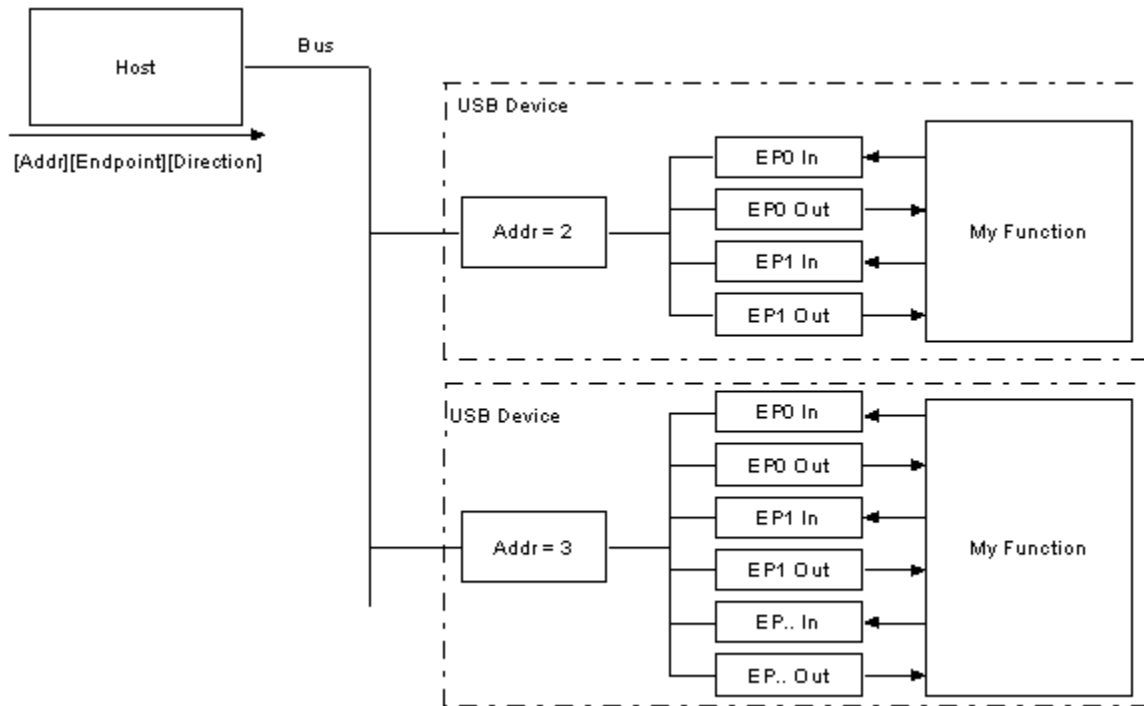 Host
Bus
[Addr][Endpoint][Direction]
USB Device
Addr = 2
EP0 In
EP0 Out
EP1 In
EP1 Out
My Function
USB Device
Addr = 3
EP0 In
EP0 Out
EP1 In
EP1 Out
EP.. In
EP.. Out
My Function